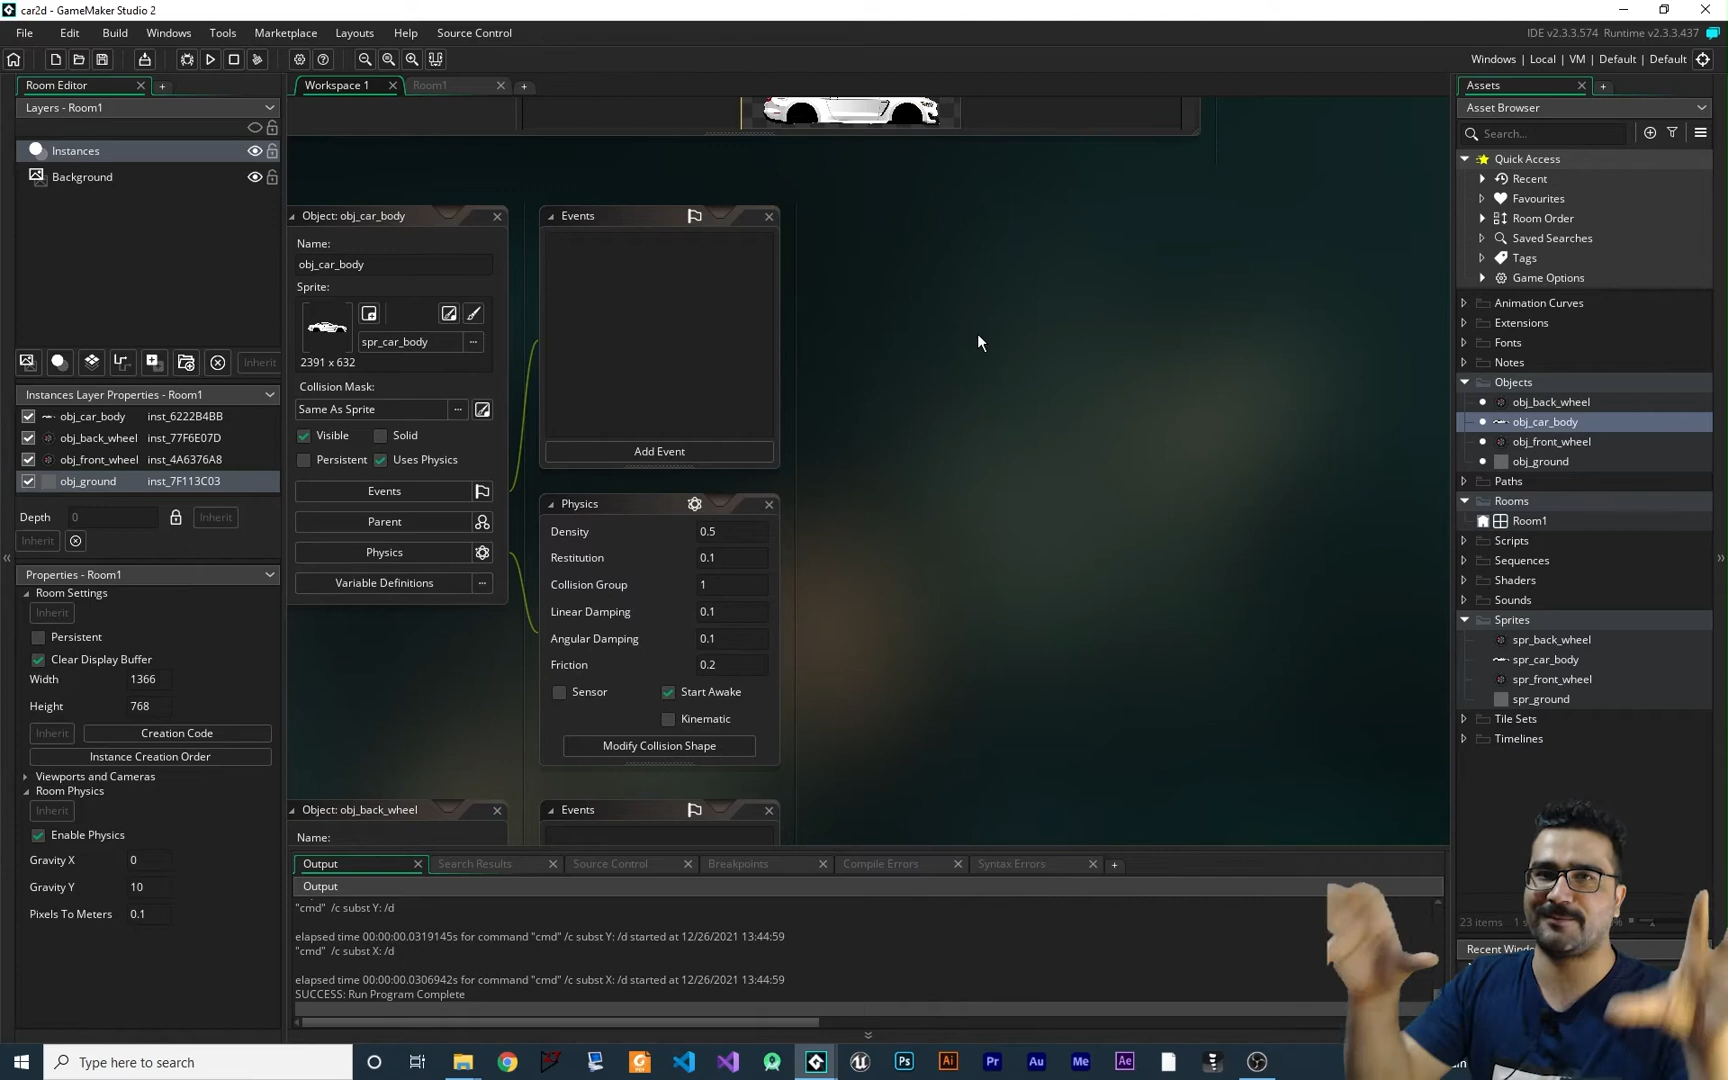 car2d - GameMaker Studio 2
File Edit Build Windows Tools Marketplace Layouts Help Source Control
IDE v2.3.3.574 Runtime v2.3.3.437
Windows | Local | VM | Default | Default
Room Editor
Layers - Room1
Instances
Background
Inherit
Instances Layer Properties - Room1
obj_car_body inst_6222B4BB
obj_back_wheel inst_77F6E07D
obj_front_wheel inst_4A6376A8
obj_ground inst_7F113C03
Depth 0 Inherit
Inherit
Properties - Room1
Room Settings
Inherit
Persistent
Clear Display Buffer
Width 1366
Height 768
Inherit Creation Code
Instance Creation Order
Viewports and Cameras
Room Physics
Inherit
Enable Physics
Gravity X 0
Gravity Y 10
Pixels To Meters 0.1
Workspace 1
Room1
Object: obj_car_body
Name:
obj_car_body
Sprite:
spr_car_body
2391 x 632
Collision Mask:
Same As Sprite
Visible Solid
Persistent Uses Physics
Events
Parent
Physics
Variable Definitions
Events
Add Event
Physics
Density 0.5
Restitution 0.1
Collision Group 1
Linear Damping 0.1
Angular Damping 0.1
Friction 0.2
Sensor Start Awake
Kinematic
Modify Collision Shape
Object: obj_back_wheel
Name:
Events
Output Search Results Source Control Breakpoints Compile Errors Syntax Errors
Output
"cmd" /c subst Y: /d
elapsed time 00:00:00.0319145s for command "cmd" /c subst Y: /d started at 12/26/2021 13:44:59
"cmd" /c subst X: /d
elapsed time 00:00:00.0306942s for command "cmd" /c subst X: /d started at 12/26/2021 13:44:59
SUCCESS: Run Program Complete
Assets
Asset Browser
Search...
Quick Access
Recent
Favourites
Room Order
Saved Searches
Tags
Game Options
Animation Curves
Extensions
Fonts
Notes
Objects
obj_back_wheel
obj_car_body
obj_front_wheel
obj_ground
Paths
Rooms
Room1
Scripts
Sequences
Shaders
Sounds
Sprites
spr_back_wheel
spr_car_body
spr_front_wheel
spr_ground
Tile Sets
Timelines
23 items
Recent
Type here to search